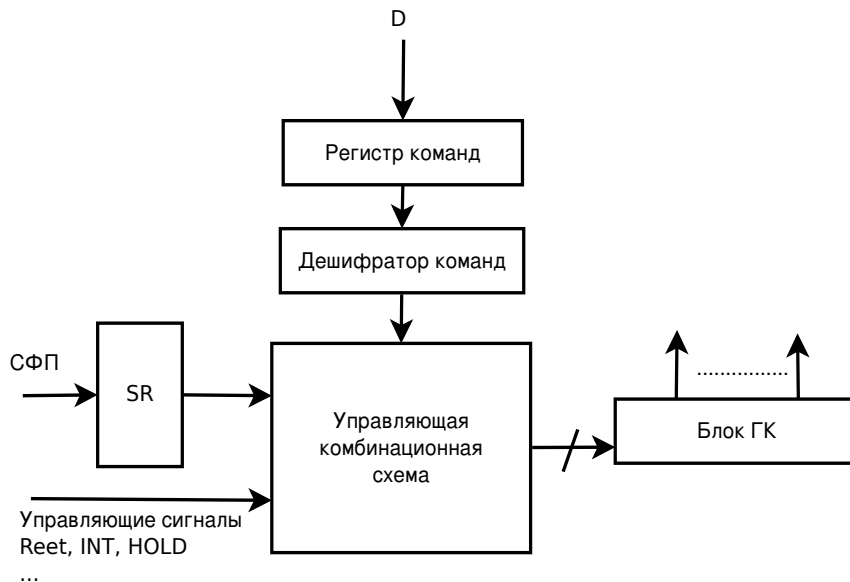 D
Регистр команд
Дешифратор команд
СФП
SR
Управляющая
комбинационная
схема
................
Блок ГК
Управляющие сигналы
Reet, INT, HOLD
...